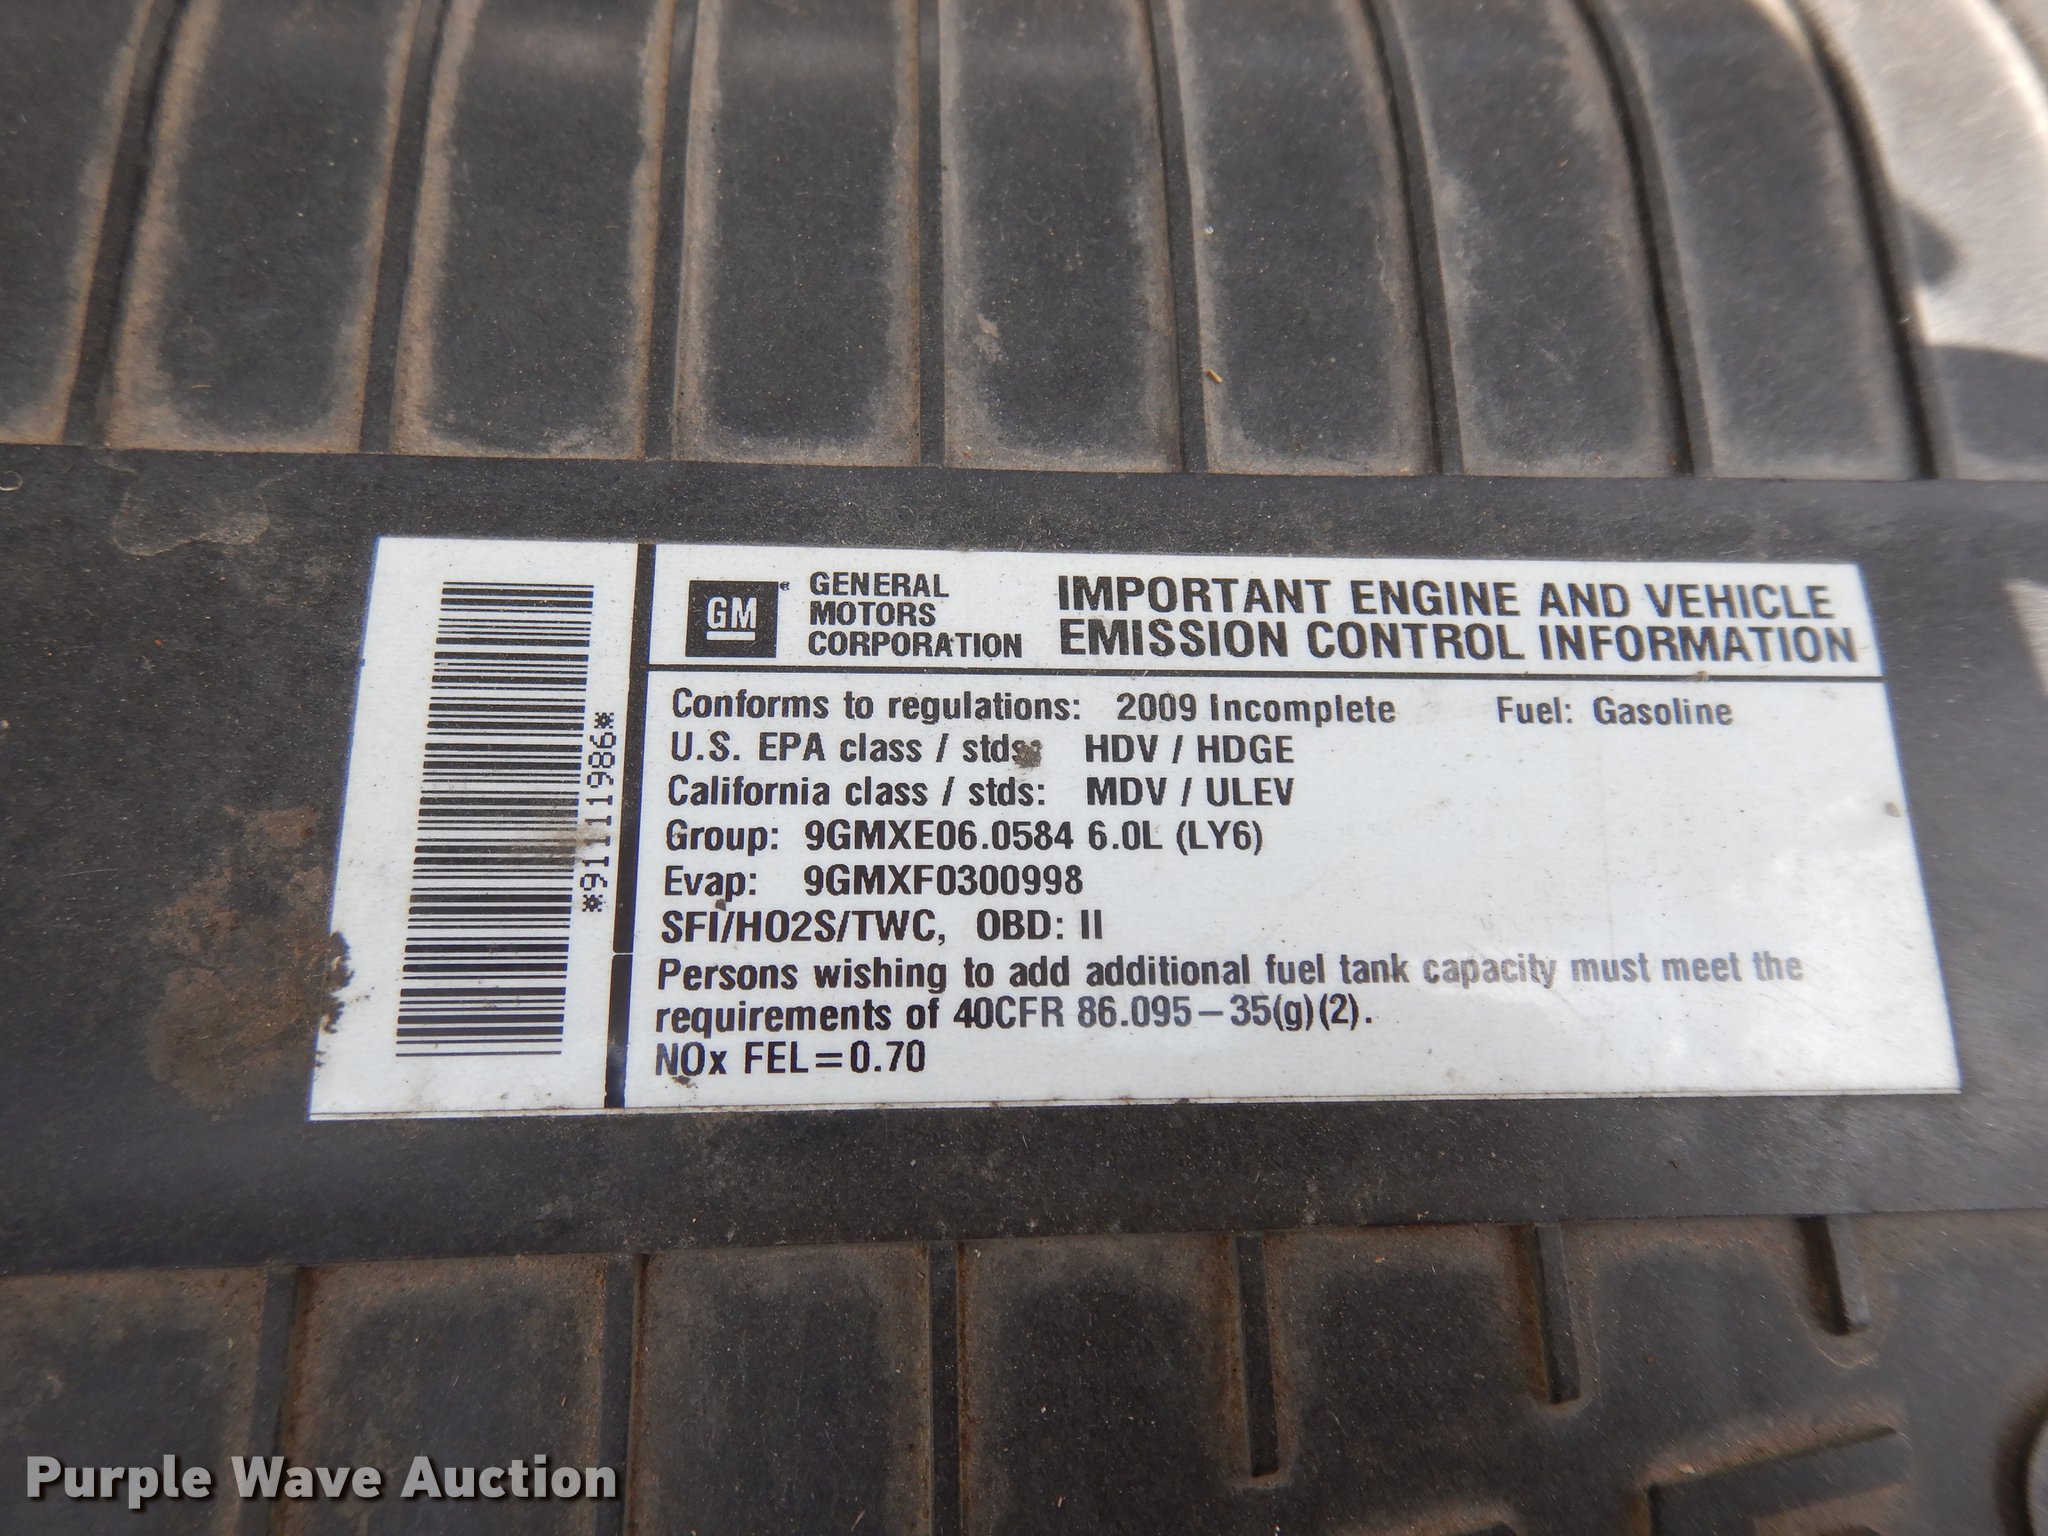 *91111986*
GM
GENERAL
MOTORS
CORPORATION
IMPORTANT ENGINE AND VEHICLE
EMISSION CONTROL INFORMATION
Conforms to regulations: 2009 Incomplete Fuel: Gasoline
U.S. EPA class / stds: HDV / HDGE
California class / stds: MDV / ULEV
Group: 9GMXE06.0584 6.0L (LY6)
Evap: 9GMXF0300998
SFI/HO2S/TWC, OBD: II
Persons wishing to add additional fuel tank capacity must meet the
requirements of 40CFR 86.095-35(g)(2).
NOx FEL=0.70
Purple Wave Auction